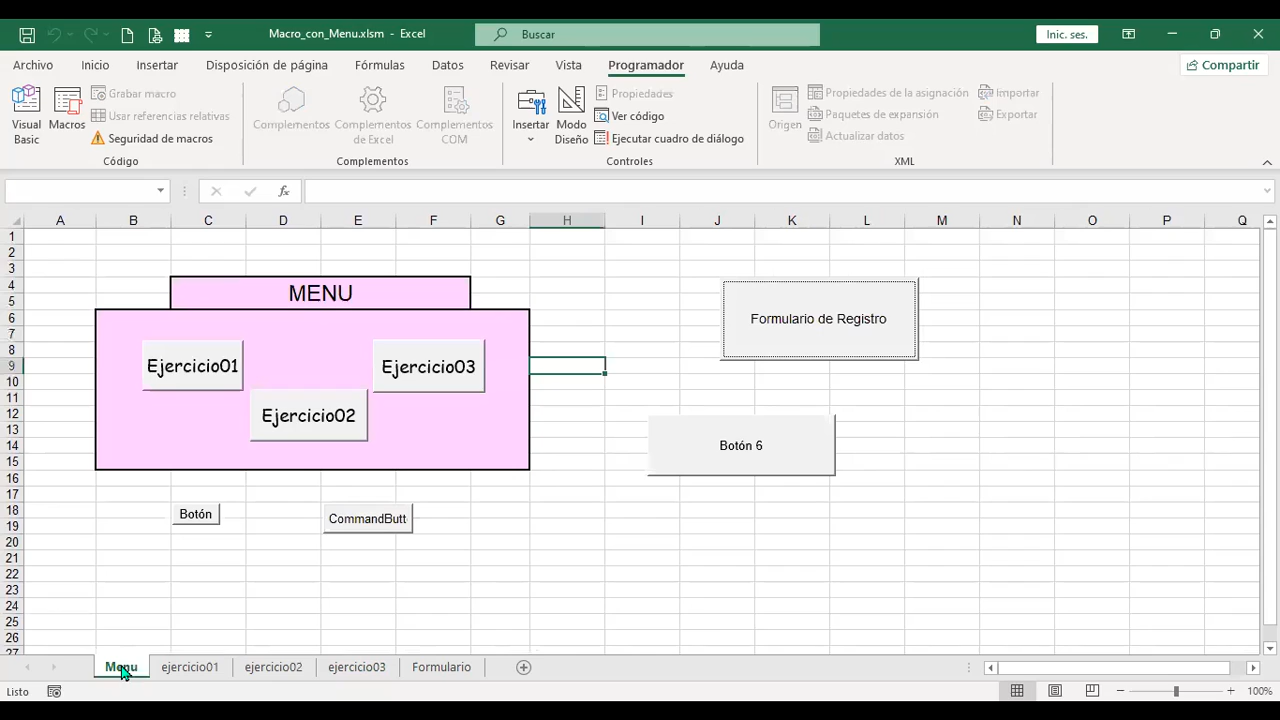 Macro_con_Menu.xlsm - Excel
Buscar
Inic. ses.
Archivo Inicio Insertar Disposición de página Fórmulas Datos Revisar Vista Programador Ayuda Compartir
Visual Basic
Macros
Grabar macro
Usar referencias relativas
Seguridad de macros
Código
Complementos
Complementos de Excel
Complementos COM
Complementos
Insertar
Modo Diseño
Propiedades
Ver código
Ejecutar cuadro de diálogo
Controles
Origen
Propiedades de la asignación
Paquetes de expansión
Actualizar datos
Importar
Exportar
XML
fx
A B C D E F G H I J K L M N O P Q
1
2
3
4
5
6
7
8
9
10
11
12
13
14
15
16
17
18
19
20
21
22
23
24
25
26
27
MENU
Ejercicio01
Ejercicio03
Ejercicio02
Formulario de Registro
Botón 6
Botón
CommandButt
Menu ejercicio01 ejercicio02 ejercicio03 Formulario
Listo
100%